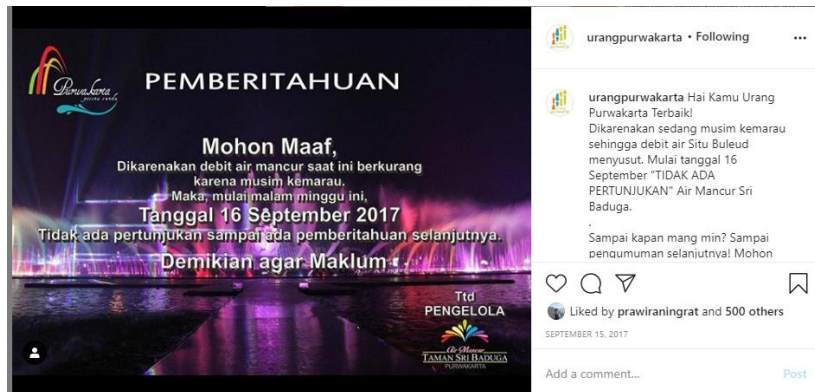 Purwakarta
PEMBERITAHUAN
Mohon Maaf,
Dikarenakan debit air mancur saat ini berkurang
karena musim kemarau.
Maka, mulai malam minggu ini,
Tanggal 16 September 2017
Tidak ada pertunjukan sampai ada pemberitahuan selanjutnya.
Demikian agar Maklum
Ttd
PENGELOLA
Air Mancur
TAMAN SRI BADUGA
PURWAKARTA
urangpurwakarta • Following
urangpurwakarta Hai Kamu Urang
Purwakarta Terbaik!
Dikarenakan sedang musim kemarau
sehingga debit air Situ Buleud
menyusut. Mulai tanggal 16
September "TIDAK ADA
PERTUNJUKAN" Air Mancur Sri
Baduga.
.
Sampai kapan mang min? Sampai
pengumuman selanjutnya! Mohon
Liked by prawiraningrat and 500 others
SEPTEMBER 15, 2017
Add a comment...
Post